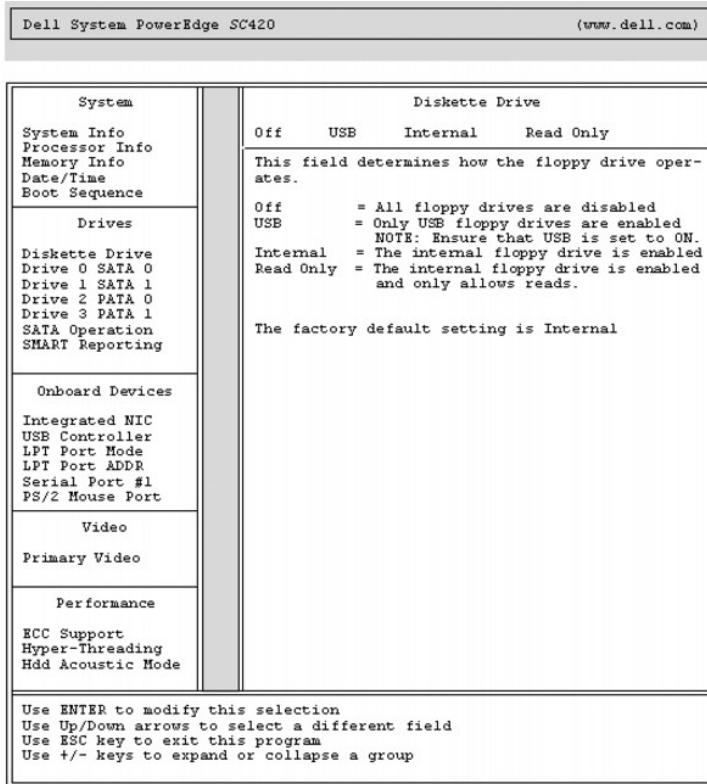 Dell System PowerEdge SC420 (www.dell.com)
System
System Info
Processor Info
Memory Info
Date/Time
Boot Sequence
Drives
Diskette Drive
Drive 0 SATA 0
Drive 1 SATA 1
Drive 2 PATA 0
Drive 3 PATA 1
SATA Operation
SMART Reporting
Onboard Devices
Integrated NIC
USB Controller
LPT Port Mode
LPT Port ADDR
Serial Port #1
PS/2 Mouse Port
Video
Primary Video
Performance
ECC Support
Hyper-Threading
Hdd Acoustic Mode
Diskette Drive
Off USB Internal Read Only
This field determines how the floppy drive oper-
ates.
Off = All floppy drives are disabled
USB = Only USB floppy drives are enabled
NOTE: Ensure that USB is set to ON.
Internal = The internal floppy drive is enabled
Read Only = The internal floppy drive is enabled
and only allows reads.
The factory default setting is Internal
Use ENTER to modify this selection
Use Up/Down arrows to select a different field
Use ESC key to exit this program
Use +/- keys to expand or collapse a group